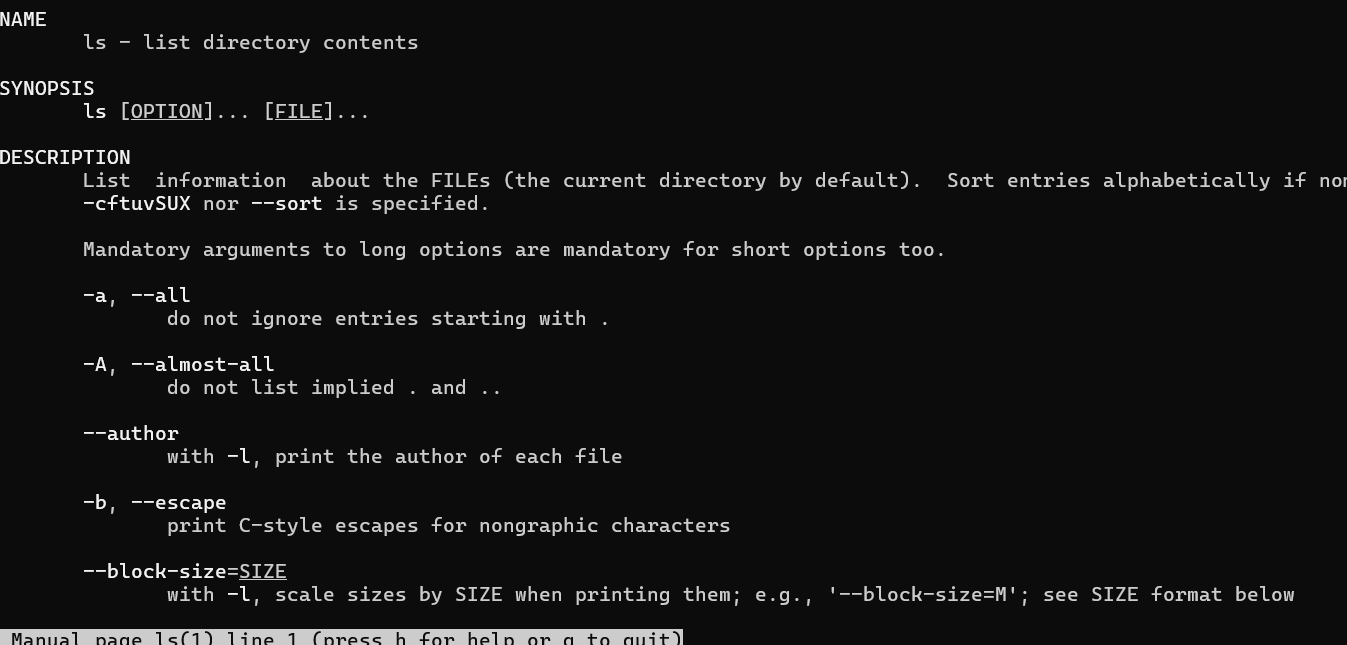 NAME
ls - list directory contents
SYNOPSIS
ls [OPTION]... [FILE]...
DESCRIPTION
List  information  about the FILEs (the current directory by default).  Sort entries alphabetically if
-cftuvSUX nor --sort is specified.
Mandatory arguments to long options are mandatory for short options too.
-a, --all
do not ignore entries starting with .
-A, --almost-all
do not list implied . and ..
--author
with -l, print the author of each file
-b, --escape
print C-style escapes for nongraphic characters
--block-size=SIZE
with -l, scale sizes by SIZE when printing them; e.g., '--block-size=M'; see SIZE format below
Manual page ls(1) line 1 (press h for help or q to quit)